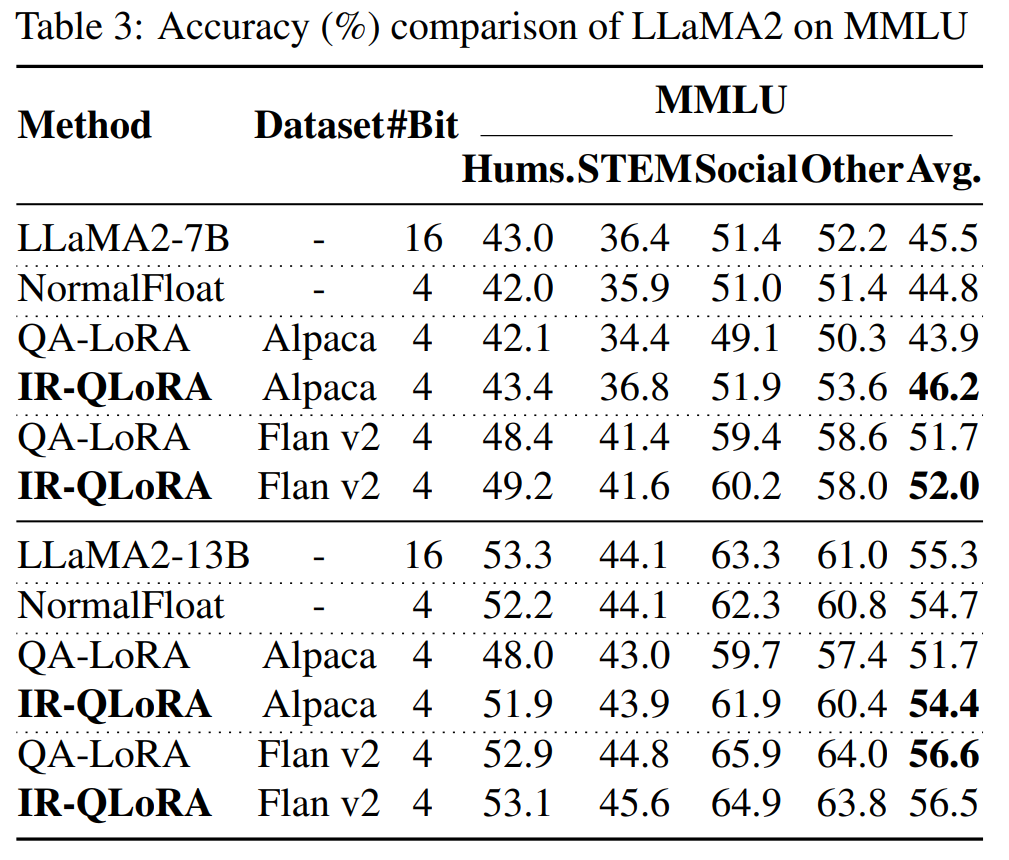 Table 3: Accuracy (%) comparison of LLaMA2 on MMLU
Method Dataset #Bit MMLU
Hums. STEM Social Other Avg.
LLaMA2-7B - 16 43.0 36.4 51.4 52.2 45.5
NormalFloat - 4 42.0 35.9 51.0 51.4 44.8
QA-LoRA Alpaca 4 42.1 34.4 49.1 50.3 43.9
IR-QLoRA Alpaca 4 43.4 36.8 51.9 53.6 46.2
QA-LoRA Flan v2 4 48.4 41.4 59.4 58.6 51.7
IR-QLoRA Flan v2 4 49.2 41.6 60.2 58.0 52.0
LLaMA2-13B - 16 53.3 44.1 63.3 61.0 55.3
NormalFloat - 4 52.2 44.1 62.3 60.8 54.7
QA-LoRA Alpaca 4 48.0 43.0 59.7 57.4 51.7
IR-QLoRA Alpaca 4 51.9 43.9 61.9 60.4 54.4
QA-LoRA Flan v2 4 52.9 44.8 65.9 64.0 56.6
IR-QLoRA Flan v2 4 53.1 45.6 64.9 63.8 56.5